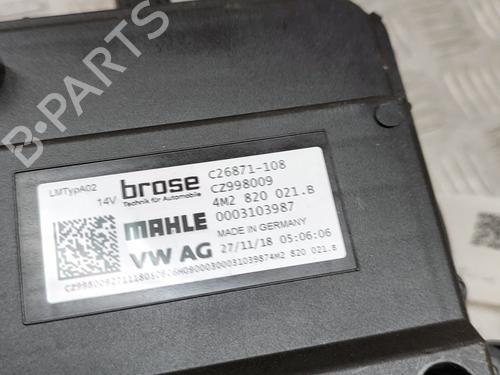 B-PARTS
LMTypA02
14V
brose
Technik für Automobile
C26871-108
CZ998009
4M2 820 021.B
MAHLE
0003103987
MADE IN GERMANY
VW AG
27/11/18 05:06:06